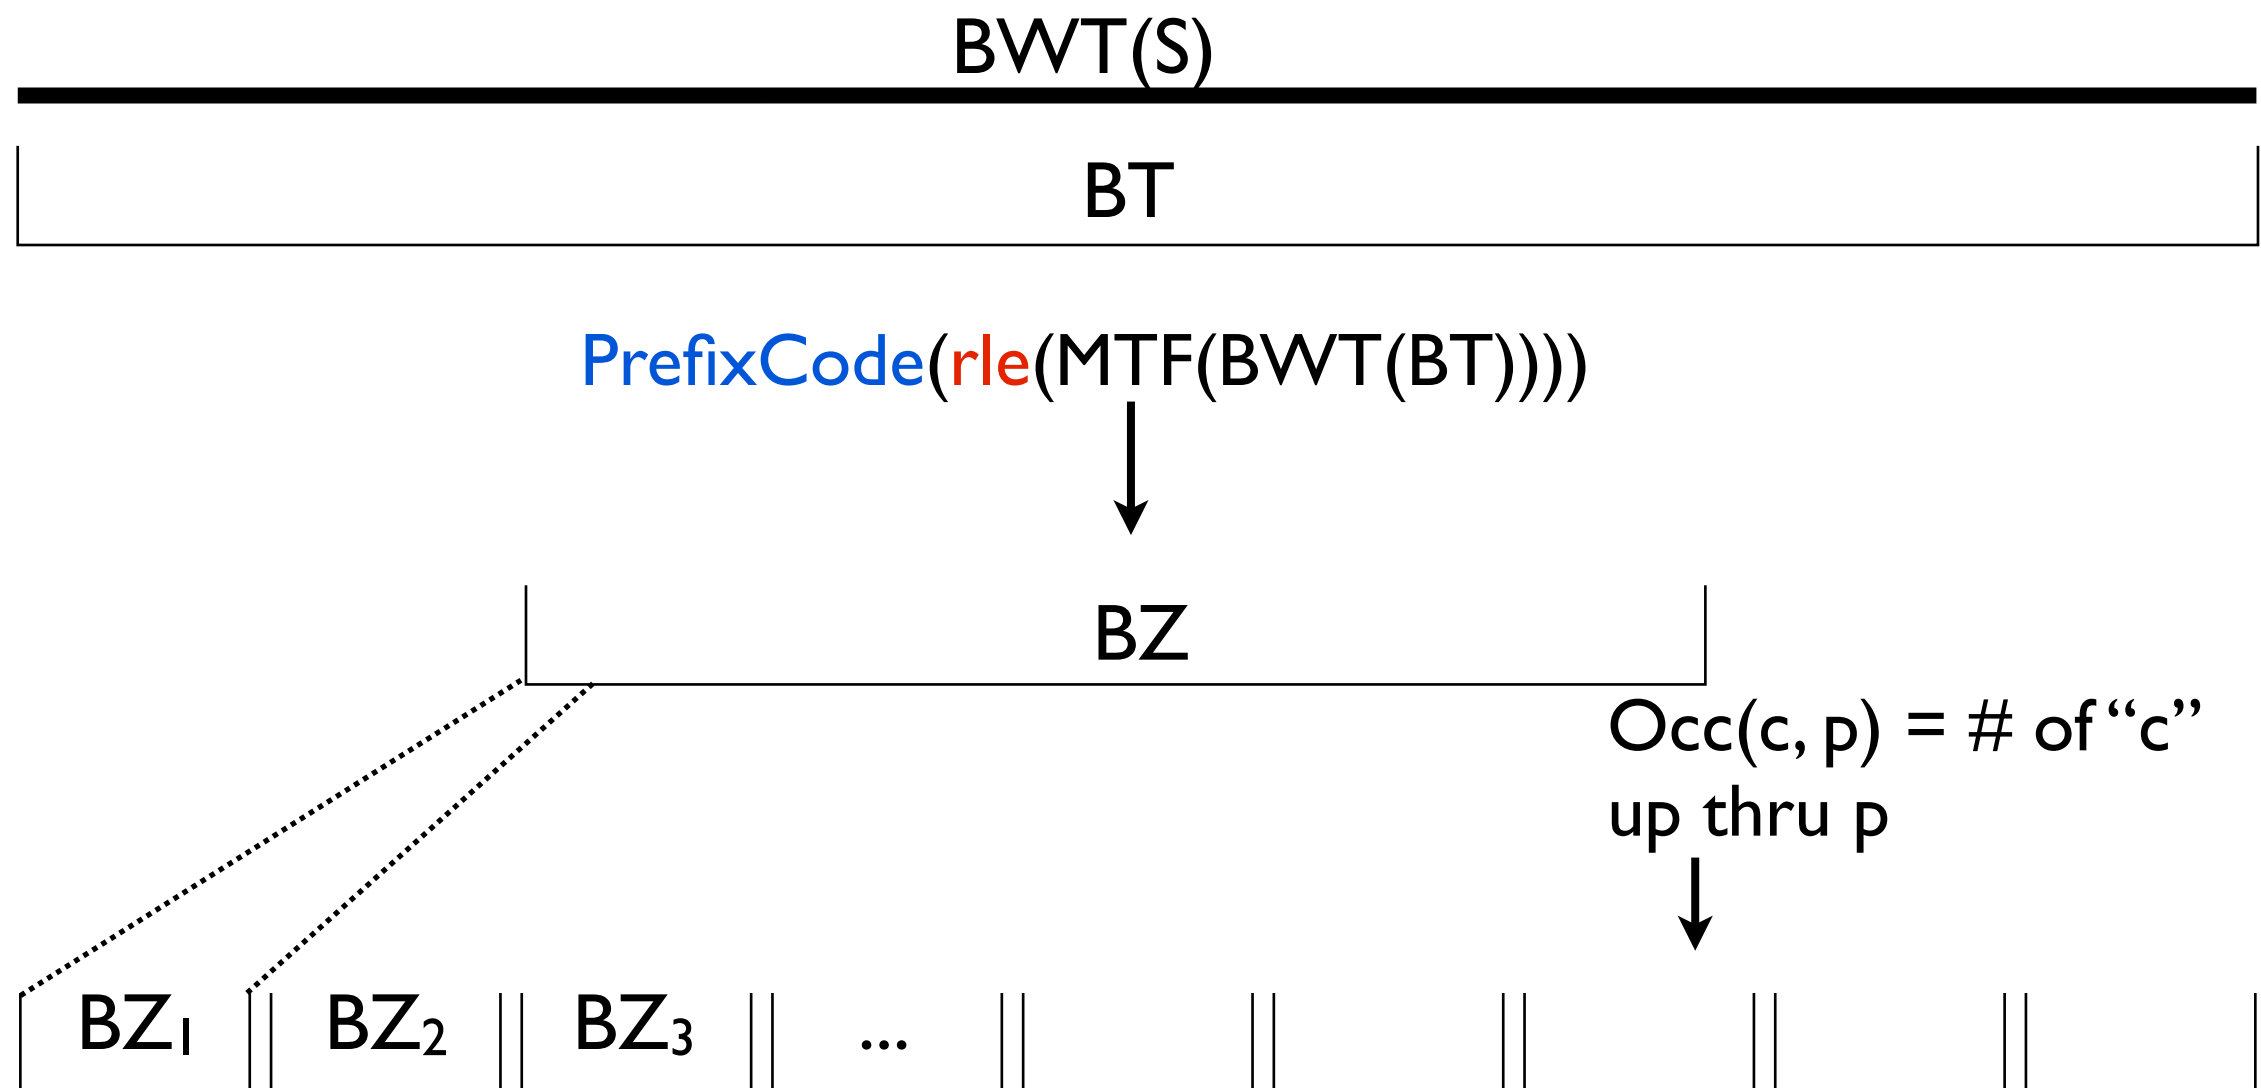 BWT(S)
BT
PrefixCode(rle(MTF(BWT(BT))))
BZ
Occ(c, p) = # of “c”
up thru p
BZ1 BZ2 BZ3 ...